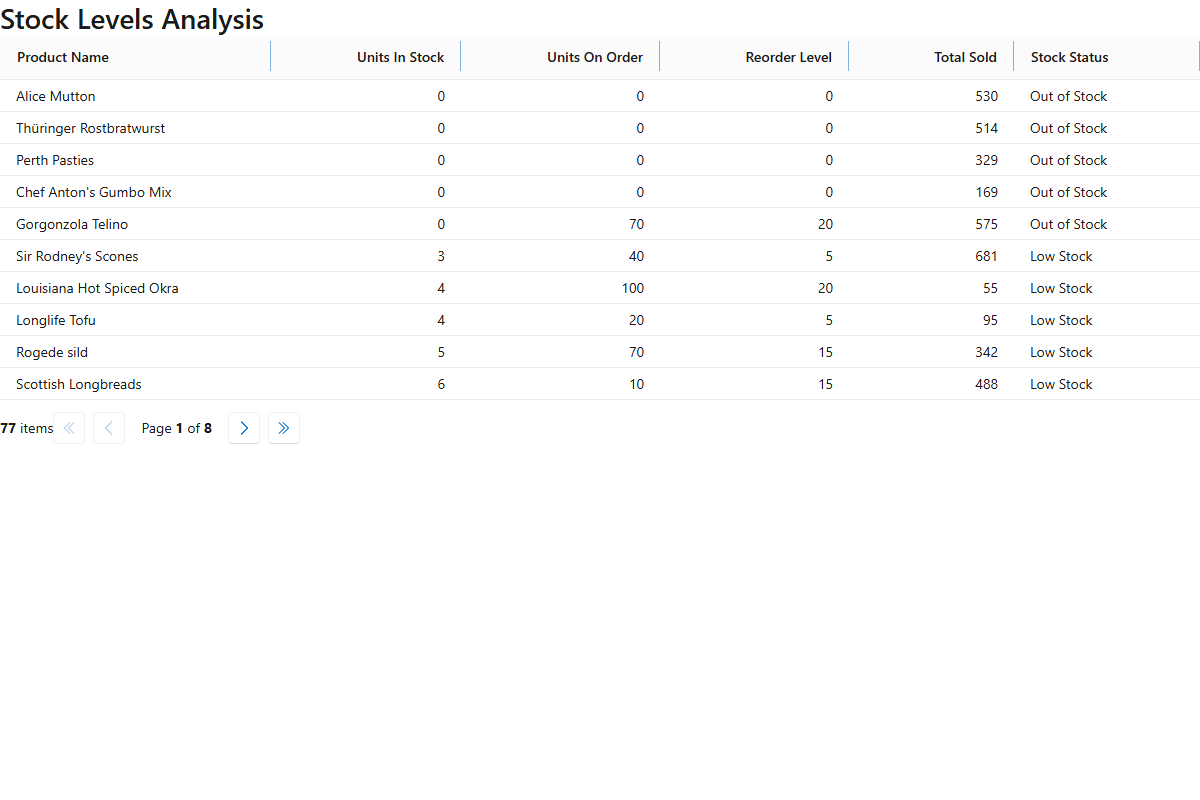 Stock Levels Analysis
Product Name Units In Stock Units On Order Reorder Level Total Sold Stock Status
Alice Mutton 0 0 0 530 Out of Stock
Thüringer Rostbratwurst 0 0 0 514 Out of Stock
Perth Pasties 0 0 0 329 Out of Stock
Chef Anton's Gumbo Mix 0 0 0 169 Out of Stock
Gorgonzola Telino 0 70 20 575 Out of Stock
Sir Rodney's Scones 3 40 5 681 Low Stock
Louisiana Hot Spiced Okra 4 100 20 55 Low Stock
Longlife Tofu 4 20 5 95 Low Stock
Rogede sild 5 70 15 342 Low Stock
Scottish Longbreads 6 10 15 488 Low Stock
77 items Page 1 of 8